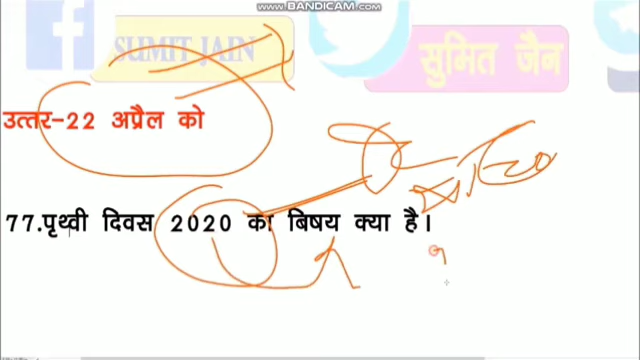 www.BANDICAM.com
SUMIT JAIN
सुमित जैन
उत्तर-22 अप्रैल को
77.पृथ्वी दिवस 2020 का बिषय क्या है।